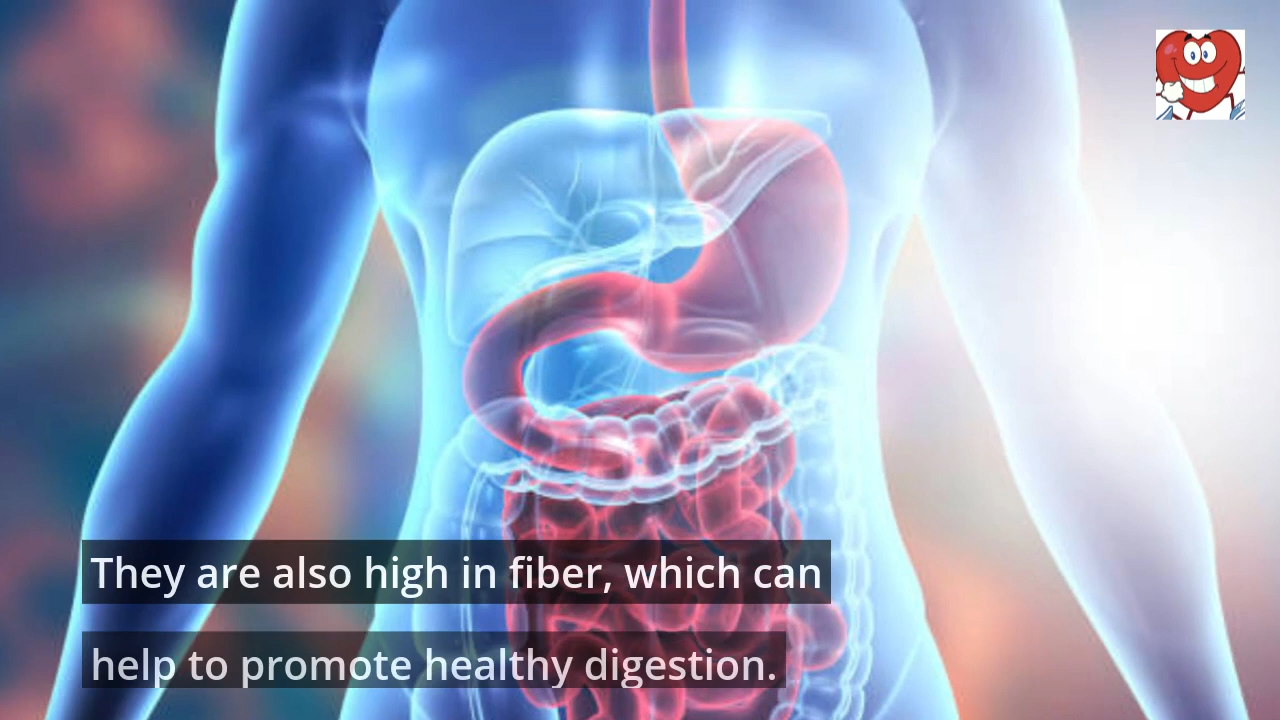 They are also high in fiber, which can
help to promote healthy digestion.